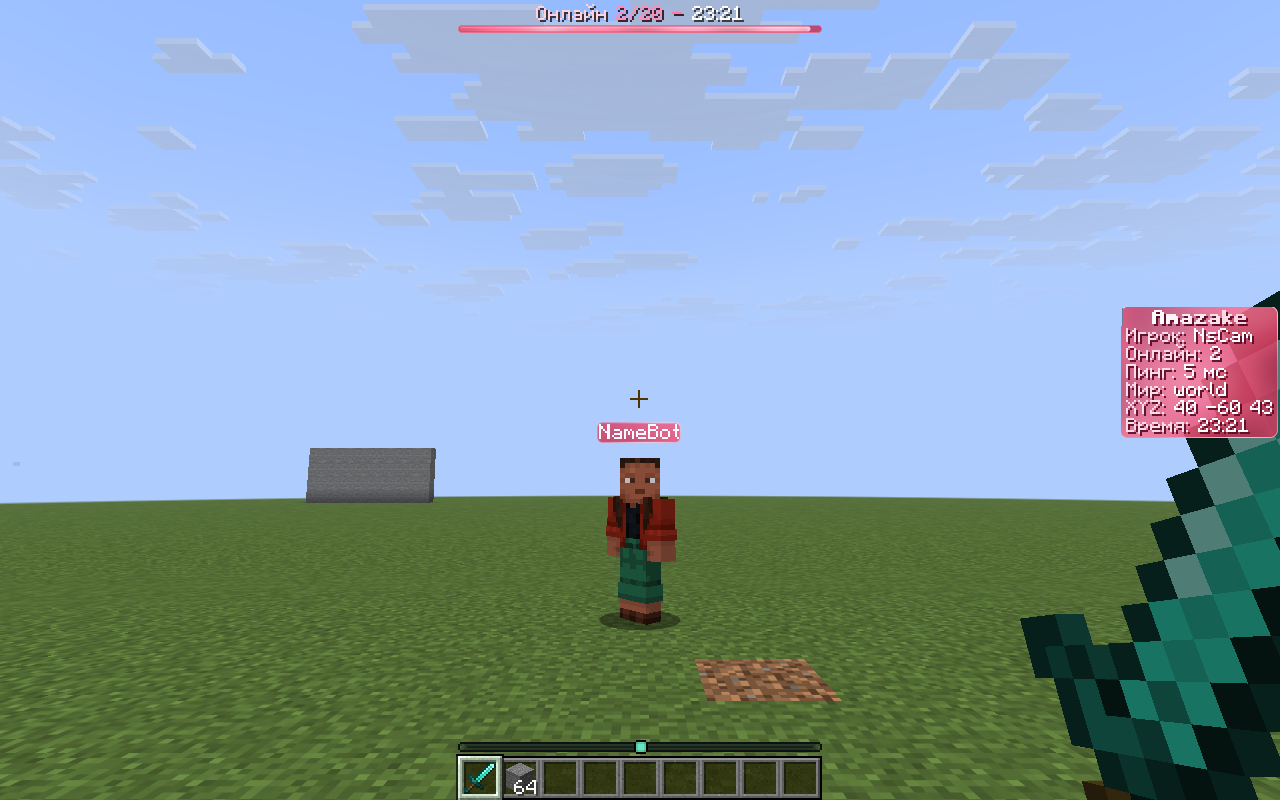 Онлайн 2/20 - 23:21
Amazake
Игрок: NsCam
Онлайн: 2
Пинг: 5 мс
Мир: world
XYZ: 40 -60 43
Время: 23:21
NameBot
64